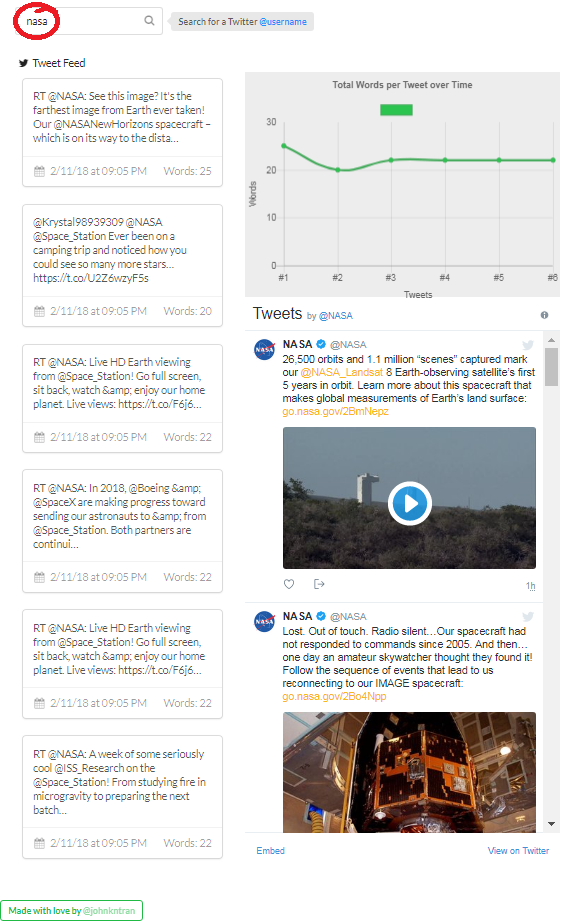 nasa
Search for a Twitter @username
Tweet Feed
RT @NASA: See this image? It's the
farthest image from Earth ever taken!
Our @NASANewHorizons spacecraft –
which is on its way to the dista…
2/11/18 at 09:05 PM Words: 25
@Krystal98939309 @NASA
@Space_Station Ever been on a
camping trip and noticed how you
could see so many more stars…
https://t.co/U2Z6wzyF5s
2/11/18 at 09:05 PM Words: 20
RT @NASA: Live HD Earth viewing
from @Space_Station! Go full screen,
sit back, watch &amp; enjoy our home
planet. Live views: https://t.co/F6j6…
2/11/18 at 09:05 PM Words: 22
RT @NASA: In 2018, @Boeing &amp;
@SpaceX are making progress toward
sending our astronauts to &amp; from
@Space_Station. Both partners are
continui…
2/11/18 at 09:05 PM Words: 22
RT @NASA: Live HD Earth viewing
from @Space_Station! Go full screen,
sit back, watch &amp; enjoy our home
planet. Live views: https://t.co/F6j6…
2/11/18 at 09:05 PM Words: 22
RT @NASA: A week of some seriously
cool @ISS_Research on the
@Space_Station! From studying fire in
microgravity to preparing the next
batch…
2/11/18 at 09:05 PM Words: 22
Total Words per Tweet over Time
30
20
10
0
Words
#1 #2 #3 #4 #5 #6
Tweets
Tweets by @NASA
NASA
NASA @NASA
26,500 orbits and 1.1 million “scenes” captured mark
our @NASA_Landsat 8 Earth-observing satellite's first
5 years in orbit. Learn more about this spacecraft that
makes global measurements of Earth's land surface:
go.nasa.gov/2BmNepz
1h
NASA
NASA @NASA
Lost. Out of touch. Radio silent…Our spacecraft had
not responded to commands since 2005. And then…
one day an amateur skywatcher thought they found it!
Follow the sequence of events that lead to us
reconnecting to our IMAGE spacecraft:
go.nasa.gov/2Bo4Npp
Embed View on Twitter
Made with love by @johnkntran